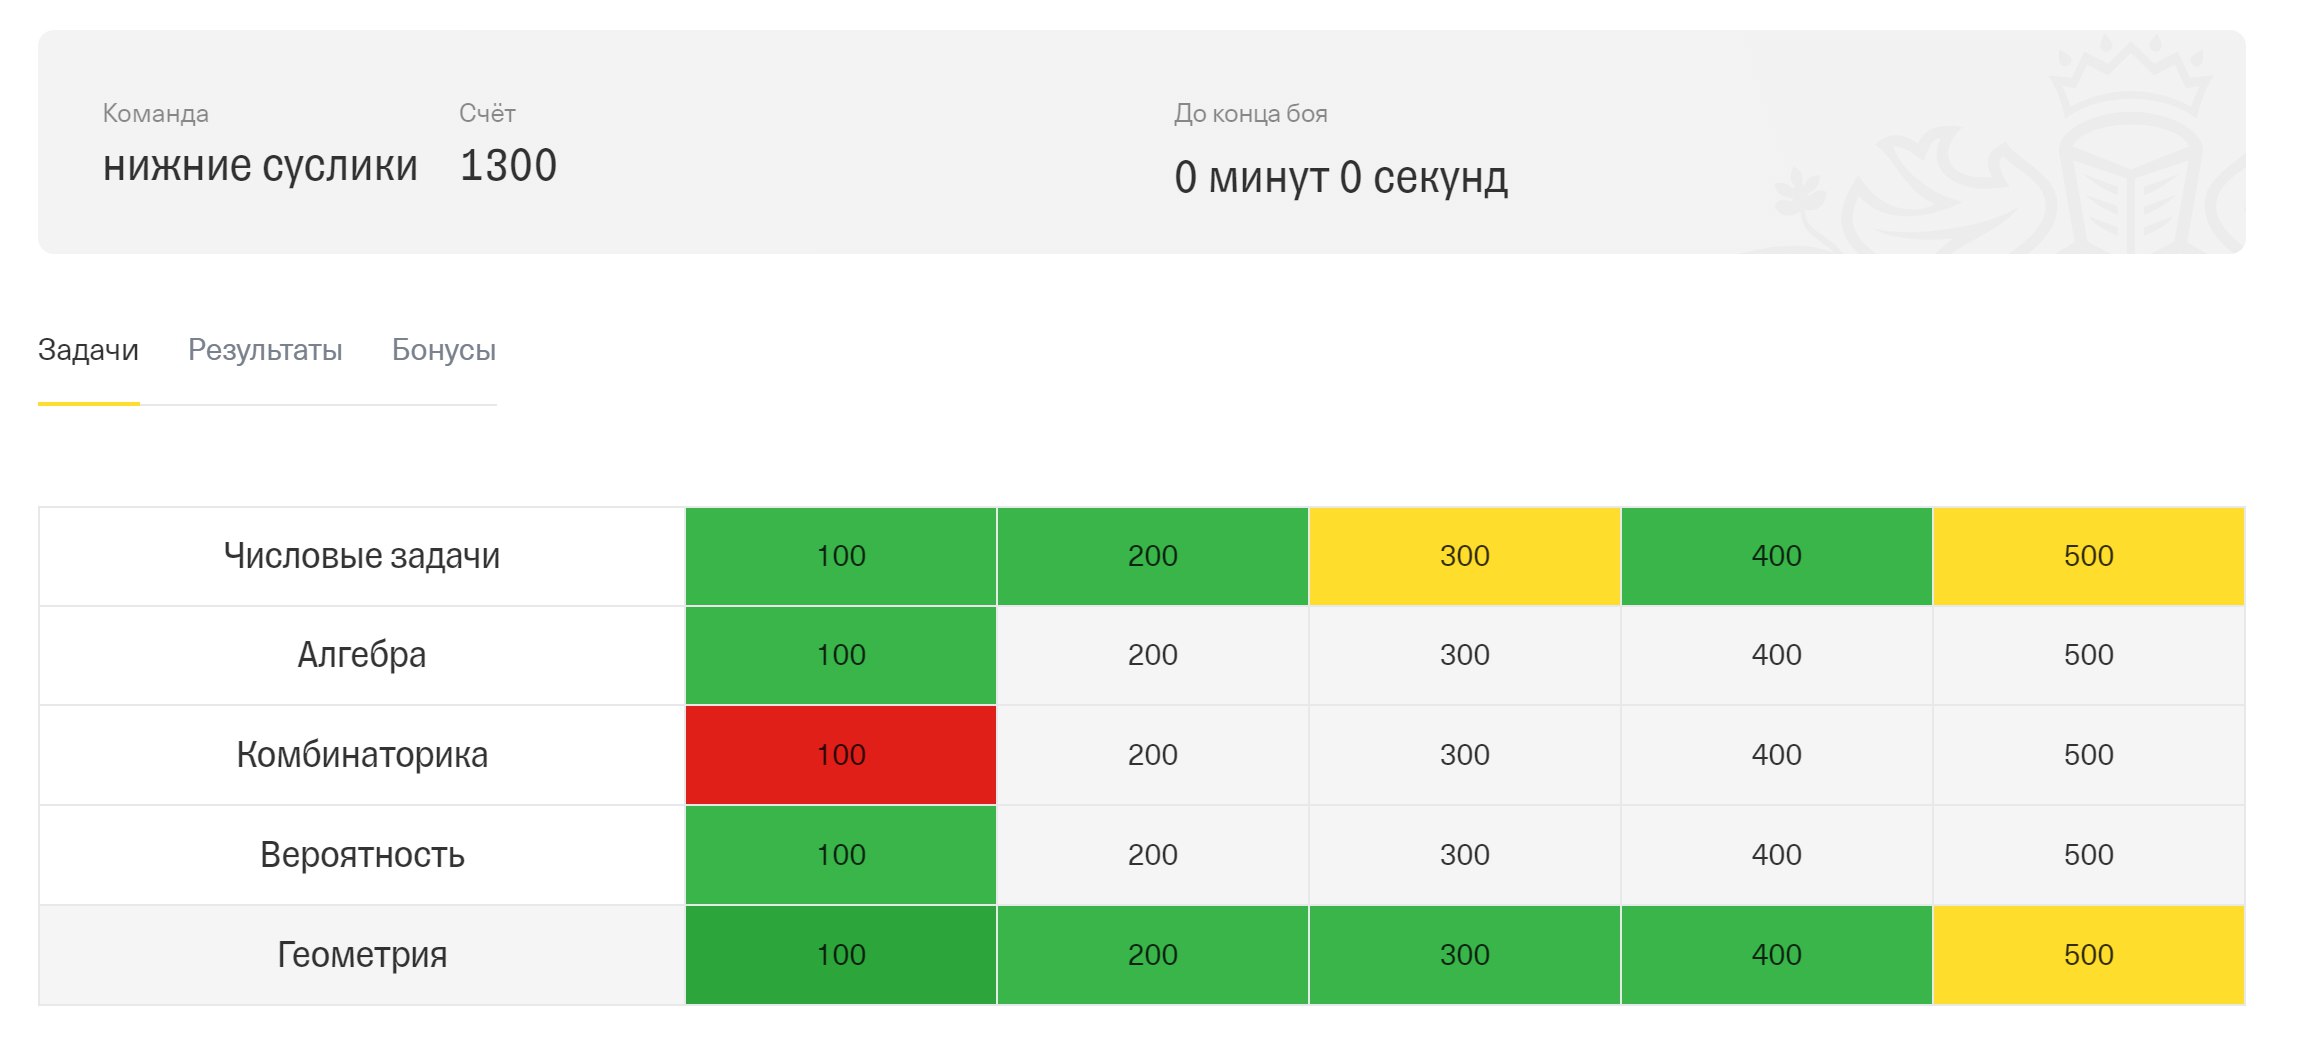 Команда Счёт До конца боя
нижние суслики 1300 0 минут 0 секунд
Задачи Результаты Бонусы
Числовые задачи 100 200 300 400 500
Алгебра 100 200 300 400 500
Комбинаторика 100 200 300 400 500
Вероятность 100 200 300 400 500
Геометрия 100 200 300 400 500